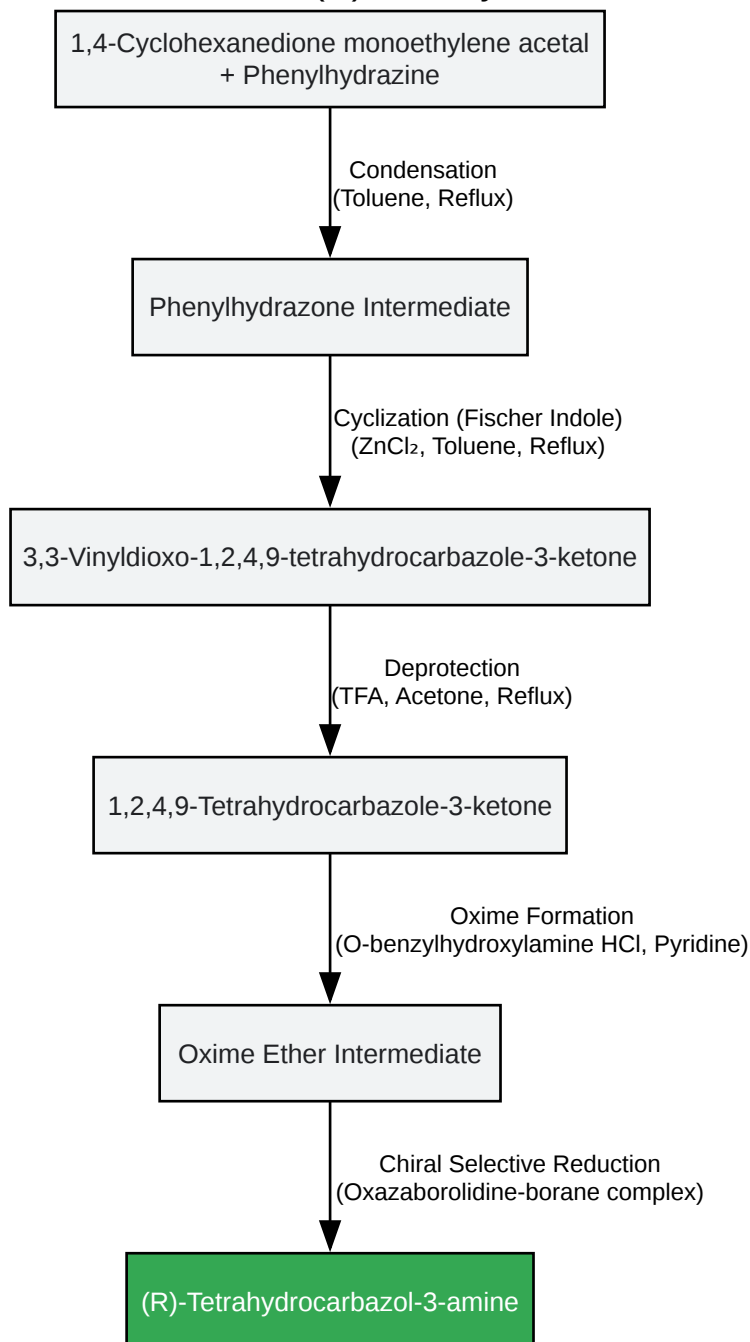 1,4-Cyclohexanedione monoethylene acetal
+ Phenylhydrazine
Condensation
(Toluene, Reflux)
Phenylhydrazone Intermediate
Cyclization (Fischer Indole)
(ZnCl₂, Toluene, Reflux)
3,3-Vinyldioxo-1,2,4,9-tetrahydrocarbazole-3-ketone
Deprotection
(TFA, Acetone, Reflux)
1,2,4,9-Tetrahydrocarbazole-3-ketone
Oxime Formation
(O-benzylhydroxylamine HCl, Pyridine)
Oxime Ether Intermediate
Chiral Selective Reduction
(Oxazaborolidine-borane complex)
(R)-Tetrahydrocarbazol-3-amine